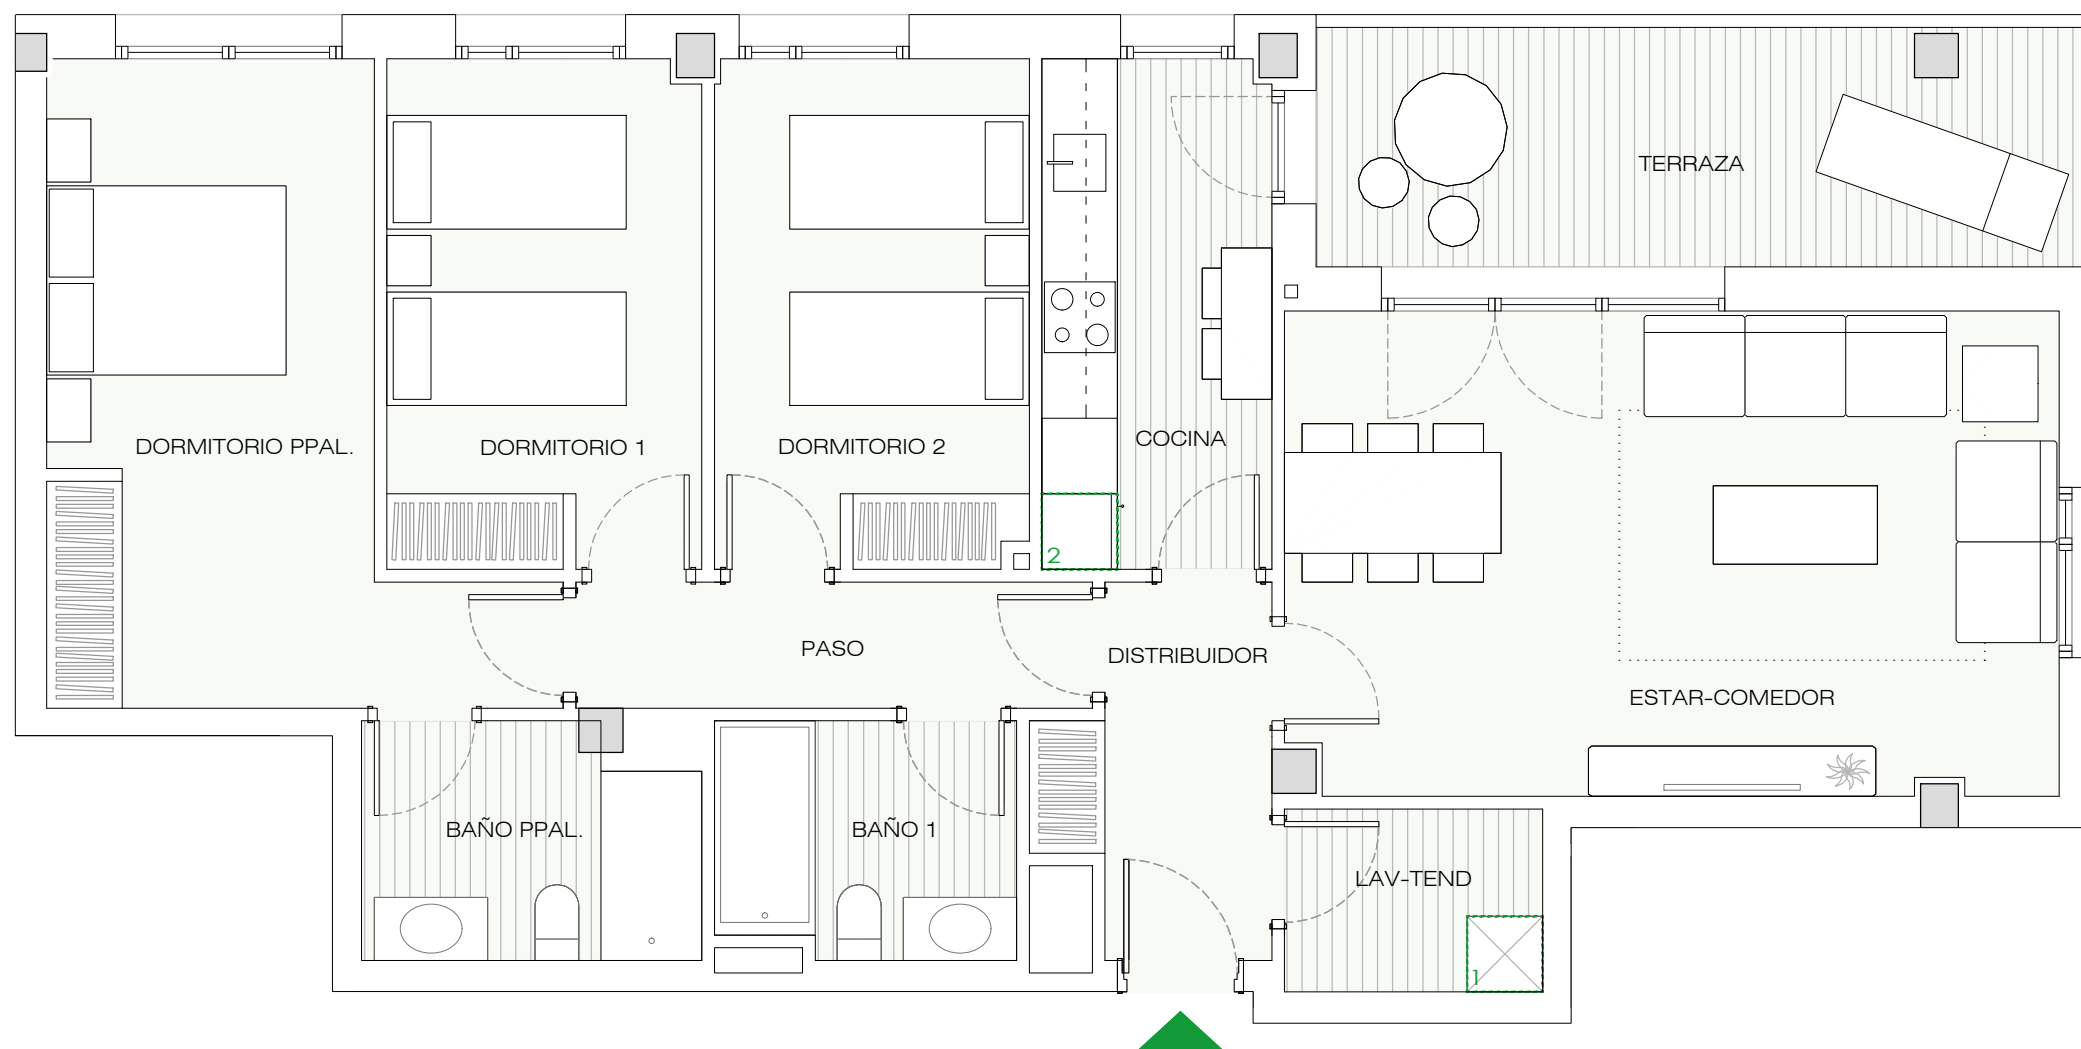 TERRAZA
DORMITORIO PPAL.
DORMITORIO 1
DORMITORIO 2
COCINA
2
PASO
DISTRIBUIDOR
ESTAR-COMEDOR
BAÑO PPAL.
BAÑO 1
LAV-TEND
1